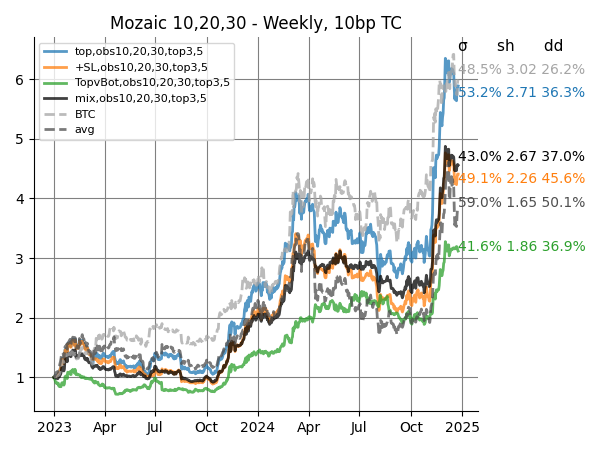 Mozaic 10,20,30 - Weekly, 10bp TC
σ sh dd
top,obs10,20,30,top3,5
+SL,obs10,20,30,top3,5
TopvBot,obs10,20,30,top3,5
mix,obs10,20,30,top3,5
BTC
avg
48.5% 3.02 26.2%
53.2% 2.71 36.3%
43.0% 2.67 37.0%
49.1% 2.26 45.6%
59.0% 1.65 50.1%
41.6% 1.86 36.9%
6
5
4
3
2
1
2023 Apr Jul Oct 2024 Apr Jul Oct 2025